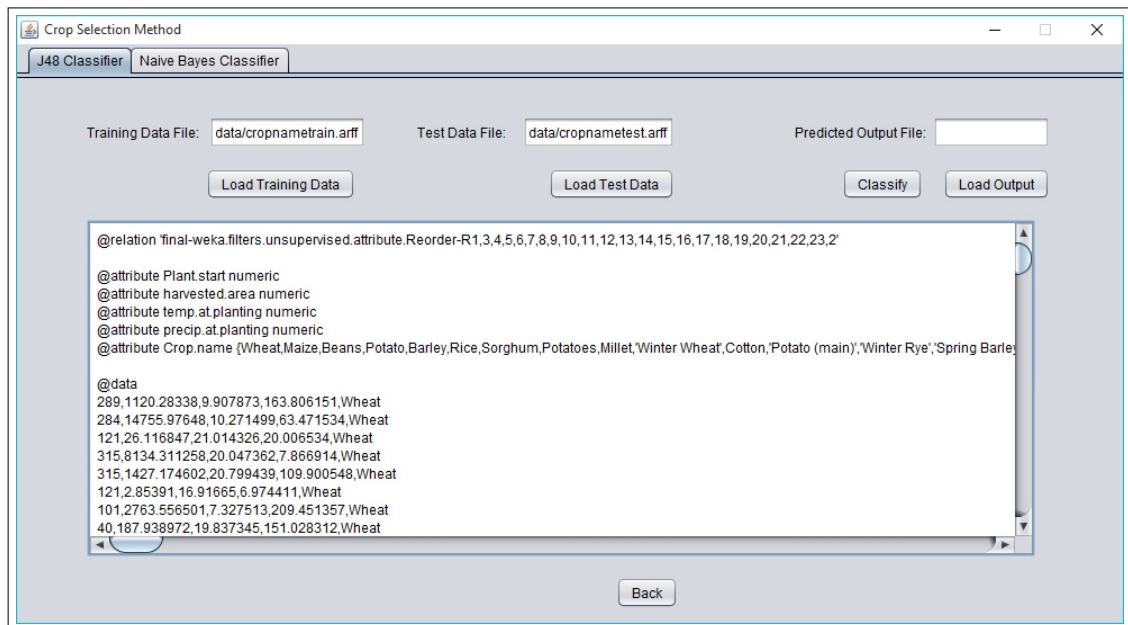 Crop Selection Method
J48 Classifier Naive Bayes Classifier
Training Data File: data/cropnametrain.arff Test Data File: data/cropnametest.arff Predicted Output File:
Load Training Data Load Test Data Classify Load Output
@relation 'final-weka.filters.unsupervised.attribute.Reorder-R1,3,4,5,6,7,8,9,10,11,12,13,14,15,16,17,18,19,20,21,22,23,2'
@attribute Plant.start numeric
@attribute harvested.area numeric
@attribute temp.at.planting numeric
@attribute precip.at.planting numeric
@attribute Crop.name {Wheat,Maize,Beans,Potato,Barley,Rice,Sorghum,Potatoes,Millet,'Winter Wheat',Cotton,'Potato (main)','Winter Rye','Spring Barley
@data
289,1120.28338,9.907873,163.806151,Wheat
284,14755.97648,10.271499,63.471534,Wheat
121,26.116847,21.014326,20.006534,Wheat
315,8134.311258,20.047362,7.866914,Wheat
315,1427.174602,20.799439,109.900548,Wheat
121,2.85391,16.91665,6.974411,Wheat
101,2763.556501,7.327513,209.451357,Wheat
40,187.938972,19.837345,151.028312,Wheat
Back